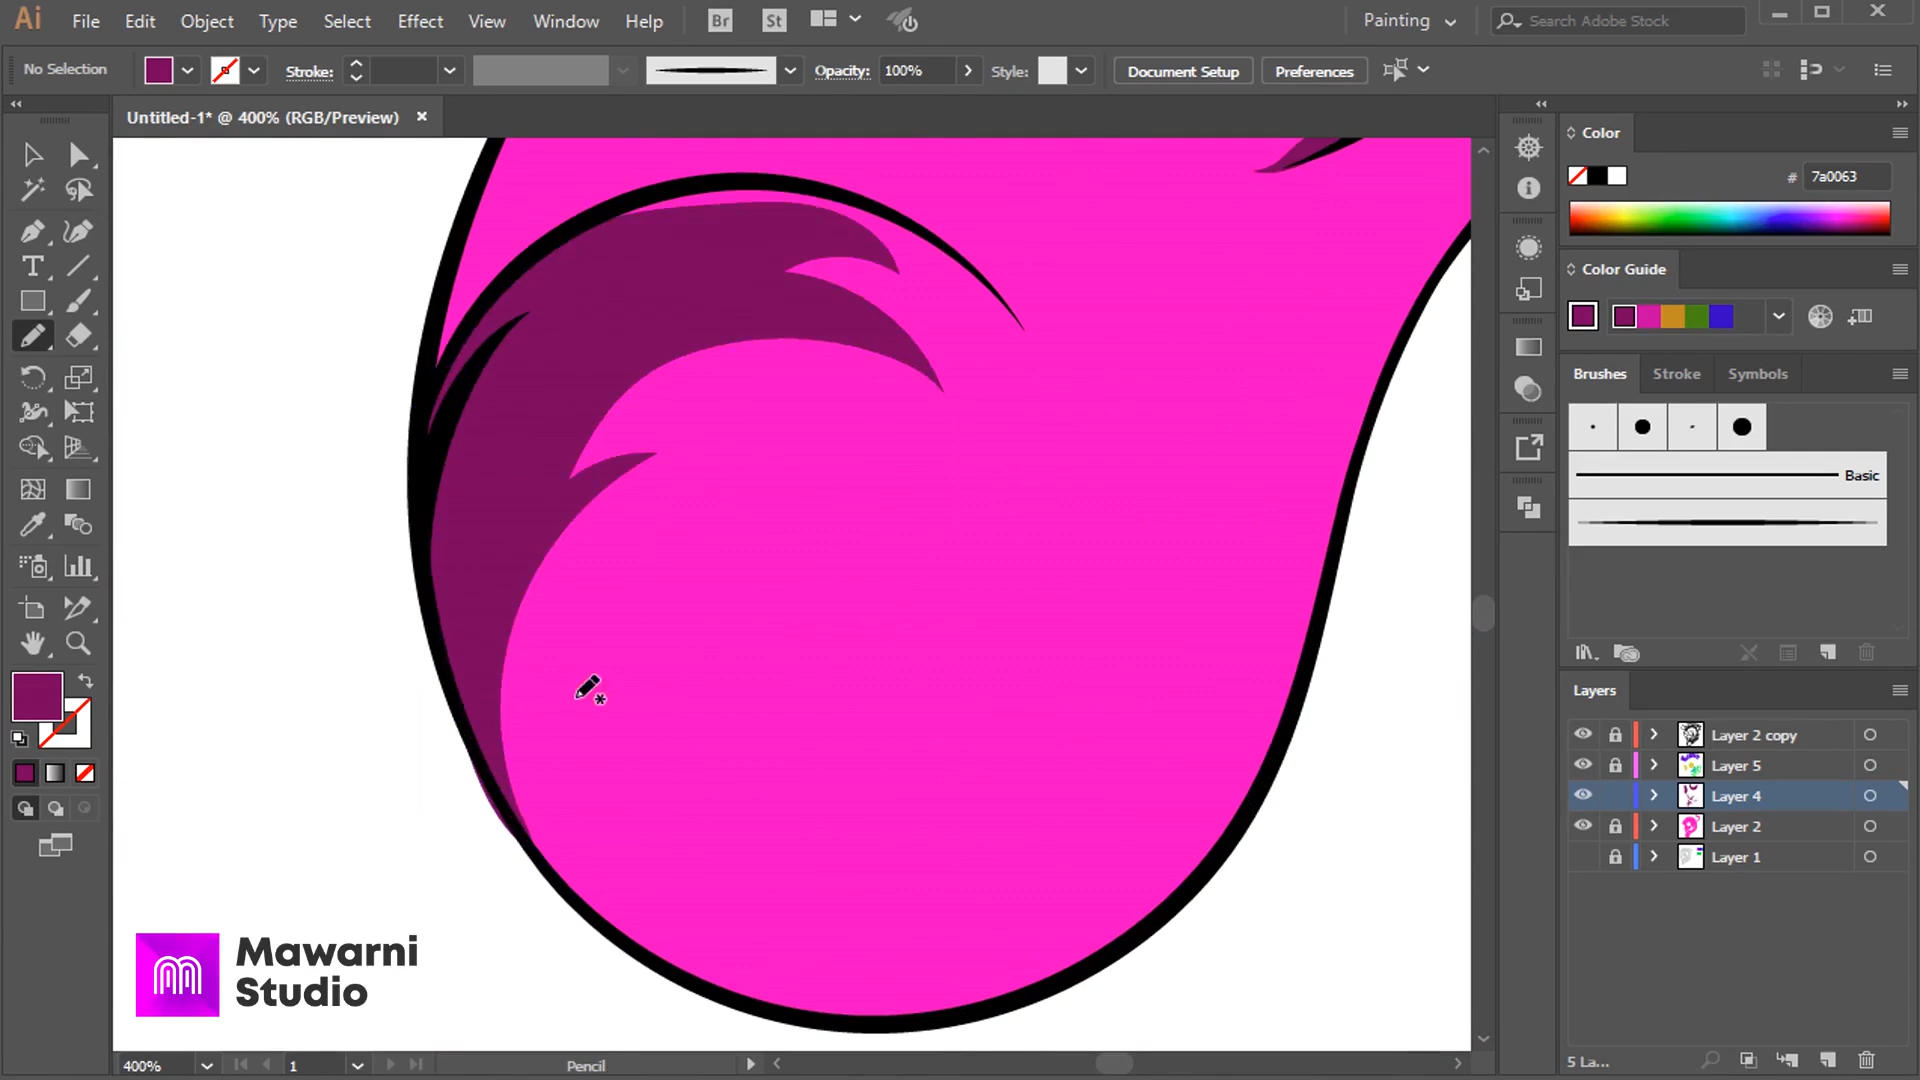 Ai File Edit Object Type Select Effect View Window Help Br St Painting Search Adobe Stock
No Selection Stroke: Opacity: 100% Style: Document Setup Preferences
Untitled-1* @ 400% (RGB/Preview)
Color
# 7a0063
Color Guide
Brushes Stroke Symbols
Basic
Layers
Layer 2 copy
Layer 5
Layer 4
Layer 2
Layer 1
Mawarni
Studio
400% 1 Pencil 5 La...